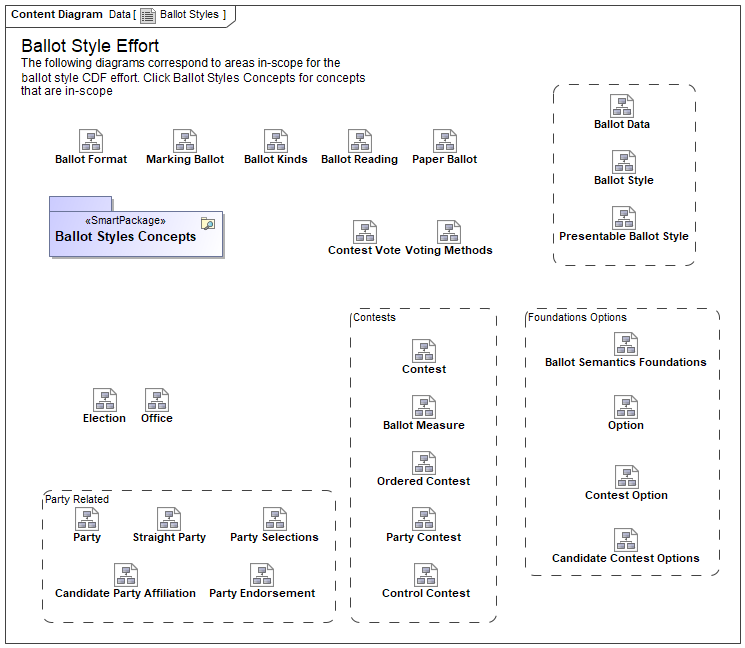 Content Diagram Data [ Ballot Styles ]
Ballot Style Effort
The following diagrams correspond to areas in-scope for the
ballot style CDF effort. Click Ballot Styles Concepts for concepts
that are in-scope
Ballot Format
Marking Ballot
Ballot Kinds
Ballot Reading
Paper Ballot
Ballot Data
Ballot Style
Presentable Ballot Style
«SmartPackage»
Ballot Styles Concepts
Contest Vote
Voting Methods
Election
Office
Contests
Contest
Ballot Measure
Ordered Contest
Party Contest
Control Contest
Foundations Options
Ballot Semantics Foundations
Option
Contest Option
Candidate Contest Options
Party Related
Party
Straight Party
Party Selections
Candidate Party Affiliation
Party Endorsement